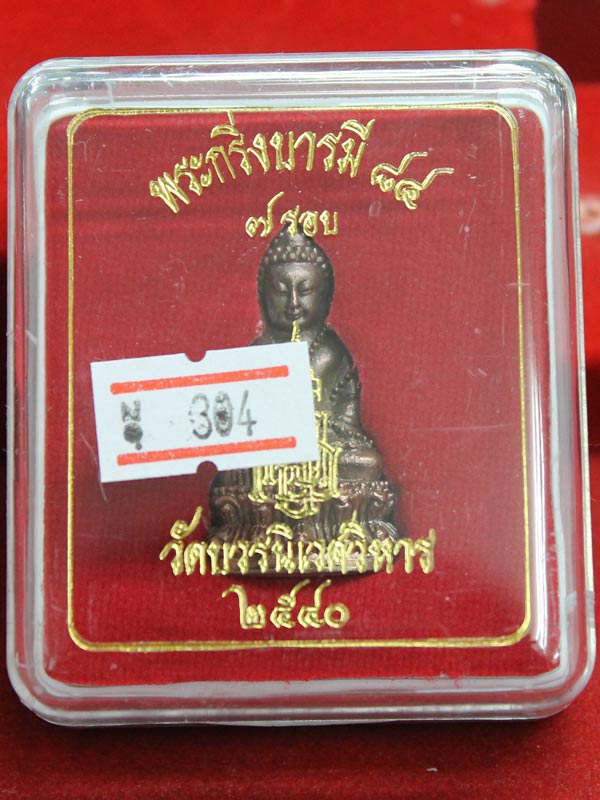 พระกริ่งบารมี ๘๔
๗ รอบ
304
วัดบวรนิเวศวิหาร
๒๕๔๐